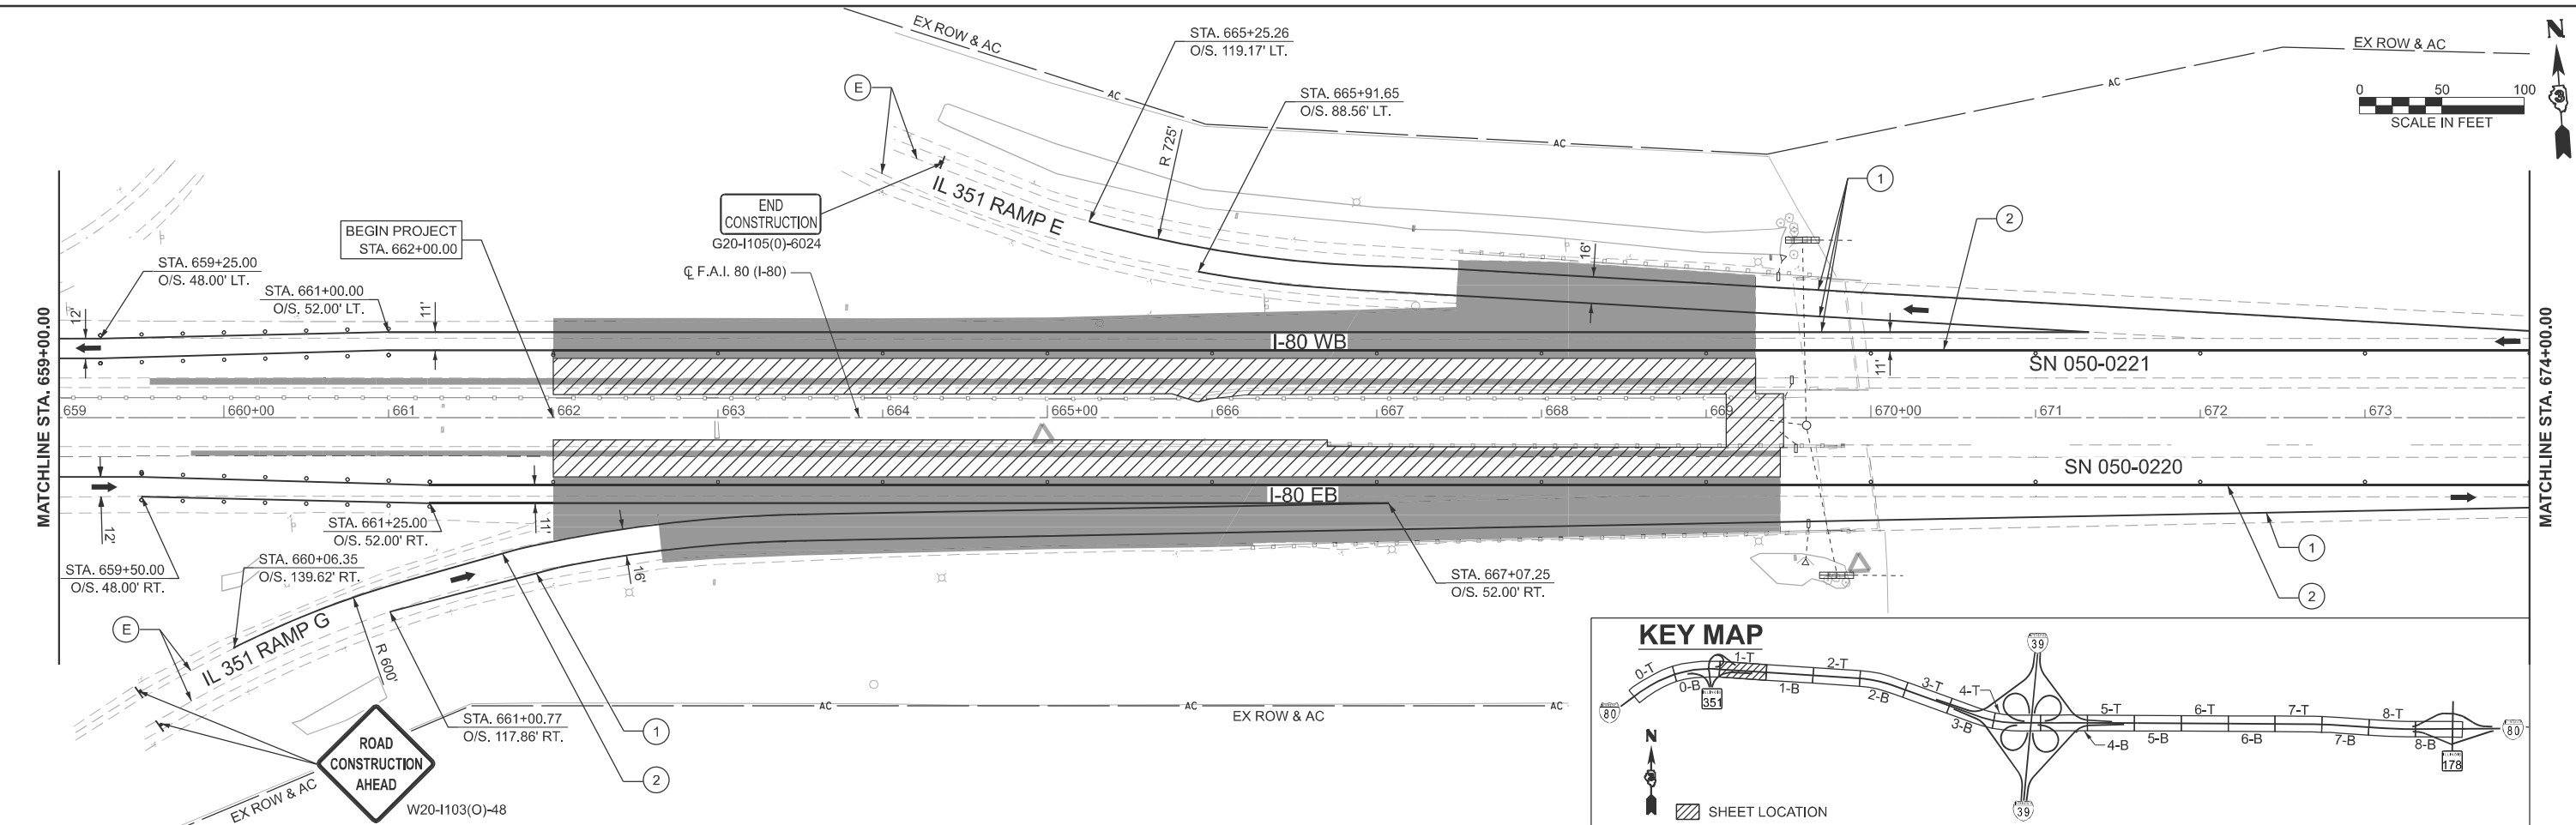 EX ROW & AC
STA. 665+25.26
O/S. 119.17' LT.
EX ROW & AC
N
0 50 100
SCALE IN FEET
3
AC
AC
AC
E
STA. 665+91.65
O/S. 88.56' LT.
R 725'
1
IL 351 RAMP E
END
CONSTRUCTION
G20-I105(0)-6024
2
BEGIN PROJECT
STA. 662+00.00
℄ F.A.I. 80 (I-80)
16'
STA. 659+25.00
O/S. 48.00' LT.
STA. 661+00.00
O/S. 52.00' LT.
12'
11'
MATCHLINE STA. 659+00.00
MATCHLINE STA. 674+00.00
I-80 WB
11'
SN 050-0221
659 660+00 661 662 663 664 665+00 666 667 668 669 670+00 671 672 673
SN 050-0220
I-80 EB
12'
11'
STA. 661+25.00
O/S. 52.00' RT.
STA. 659+50.00
O/S. 48.00' RT.
STA. 660+06.35
O/S. 139.62' RT.
16'
STA. 667+07.25
O/S. 52.00' RT.
1
2
E
IL 351 RAMP G
R 600'
STA. 661+00.77
O/S. 117.86' RT.
1
2
AC
AC
EX ROW & AC
AC
ROAD
CONSTRUCTION
AHEAD
W20-I103(O)-48
EX ROW & AC
KEY MAP
0-T 1-T 2-T 3-T 4-T 5-T 6-T 7-T 8-T
0-B 1-B 2-B 3-B 4-B 5-B 6-B 7-B 8-B
80
351
39
39
80
178
N
SHEET LOCATION